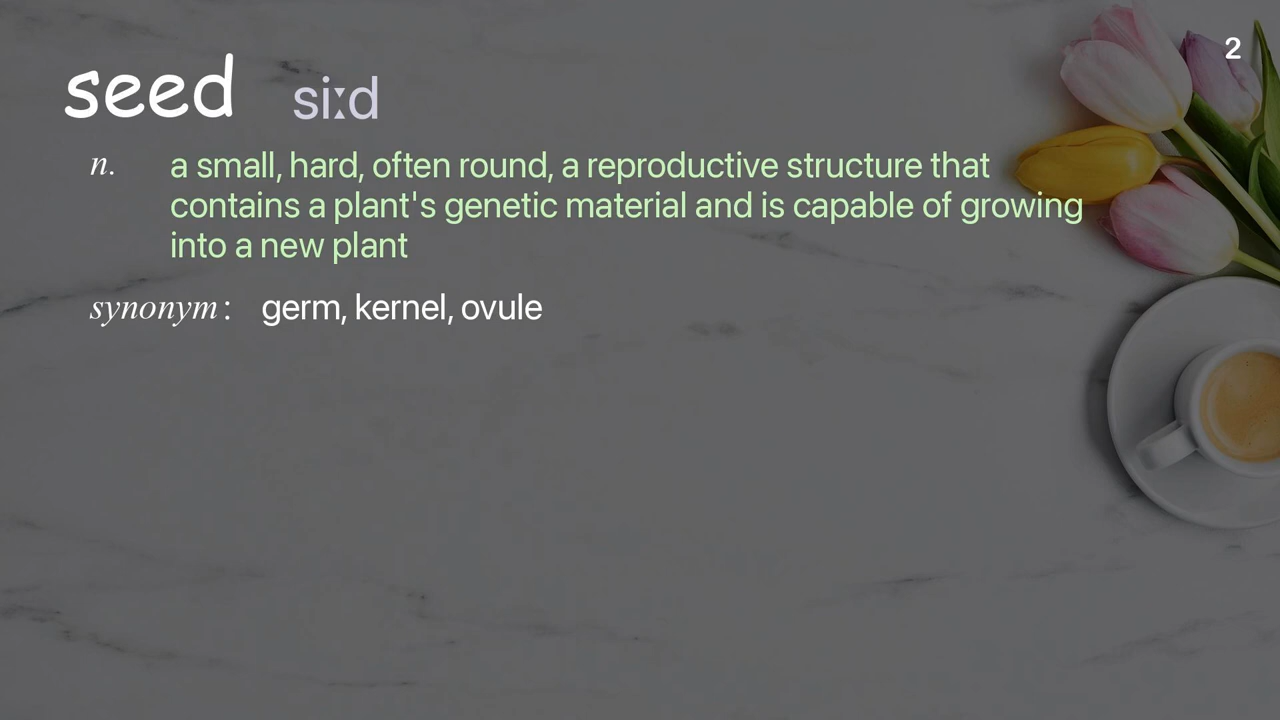 2
seed siːd
n. a small, hard, often round, a reproductive structure that
contains a plant's genetic material and is capable of growing
into a new plant
synonym: germ, kernel, ovule